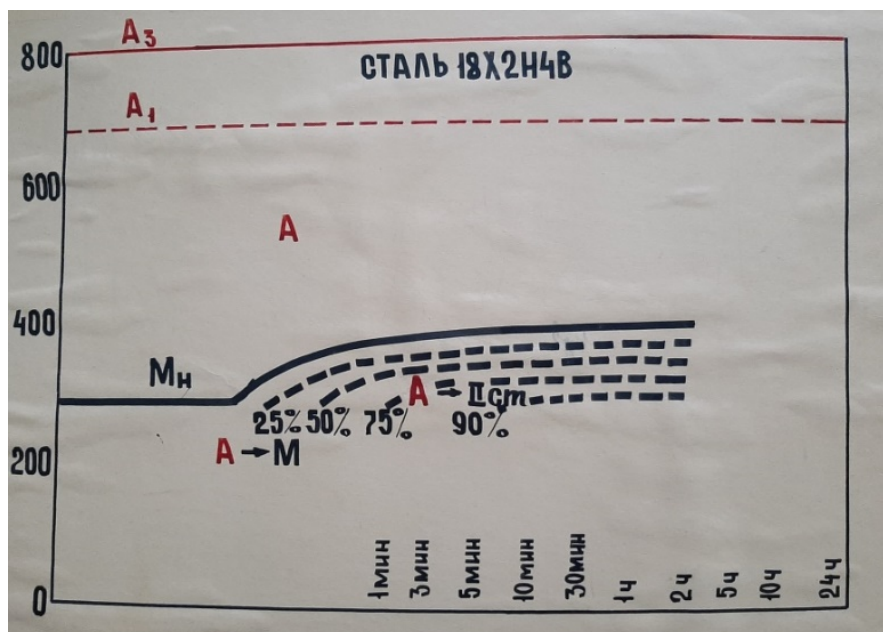 A₃
800
СТАЛЬ 18Х2Н4В
A₁
600
A
400
Mн
A → IIст
25% 50% 75% 90%
A → M
200
1мин
3мин
5мин
10мин
30мин
1ч
2ч
5ч
10ч
24ч
0